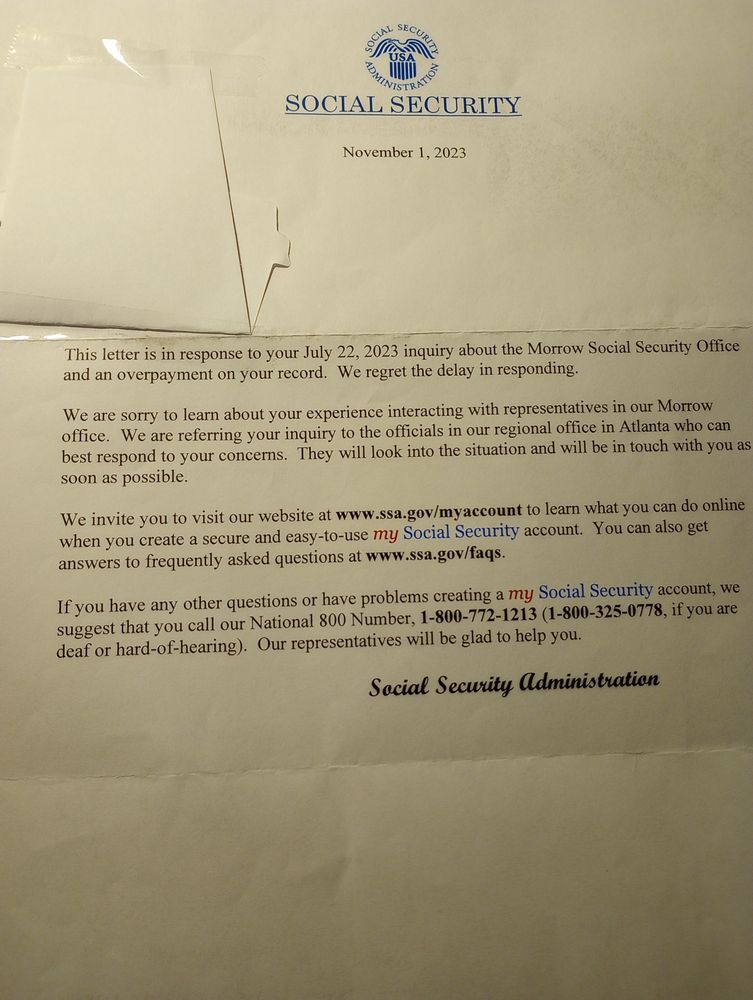 SOCIAL SECURITY
USA
ADMINISTRATION
SOCIAL SECURITY
November 1, 2023
This letter is in response to your July 22, 2023 inquiry about the Morrow Social Security Office
and an overpayment on your record.  We regret the delay in responding.
We are sorry to learn about your experience interacting with representatives in our Morrow
office.  We are referring your inquiry to the officials in our regional office in Atlanta who can
best respond to your concerns.  They will look into the situation and will be in touch with you as
soon as possible.
We invite you to visit our website at www.ssa.gov/myaccount to learn what you can do online
when you create a secure and easy-to-use my Social Security account.  You can also get
answers to frequently asked questions at www.ssa.gov/faqs.
If you have any other questions or have problems creating a my Social Security account, we
suggest that you call our National 800 Number, 1-800-772-1213 (1-800-325-0778, if you are
deaf or hard-of-hearing).  Our representatives will be glad to help you.
Social Security Administration